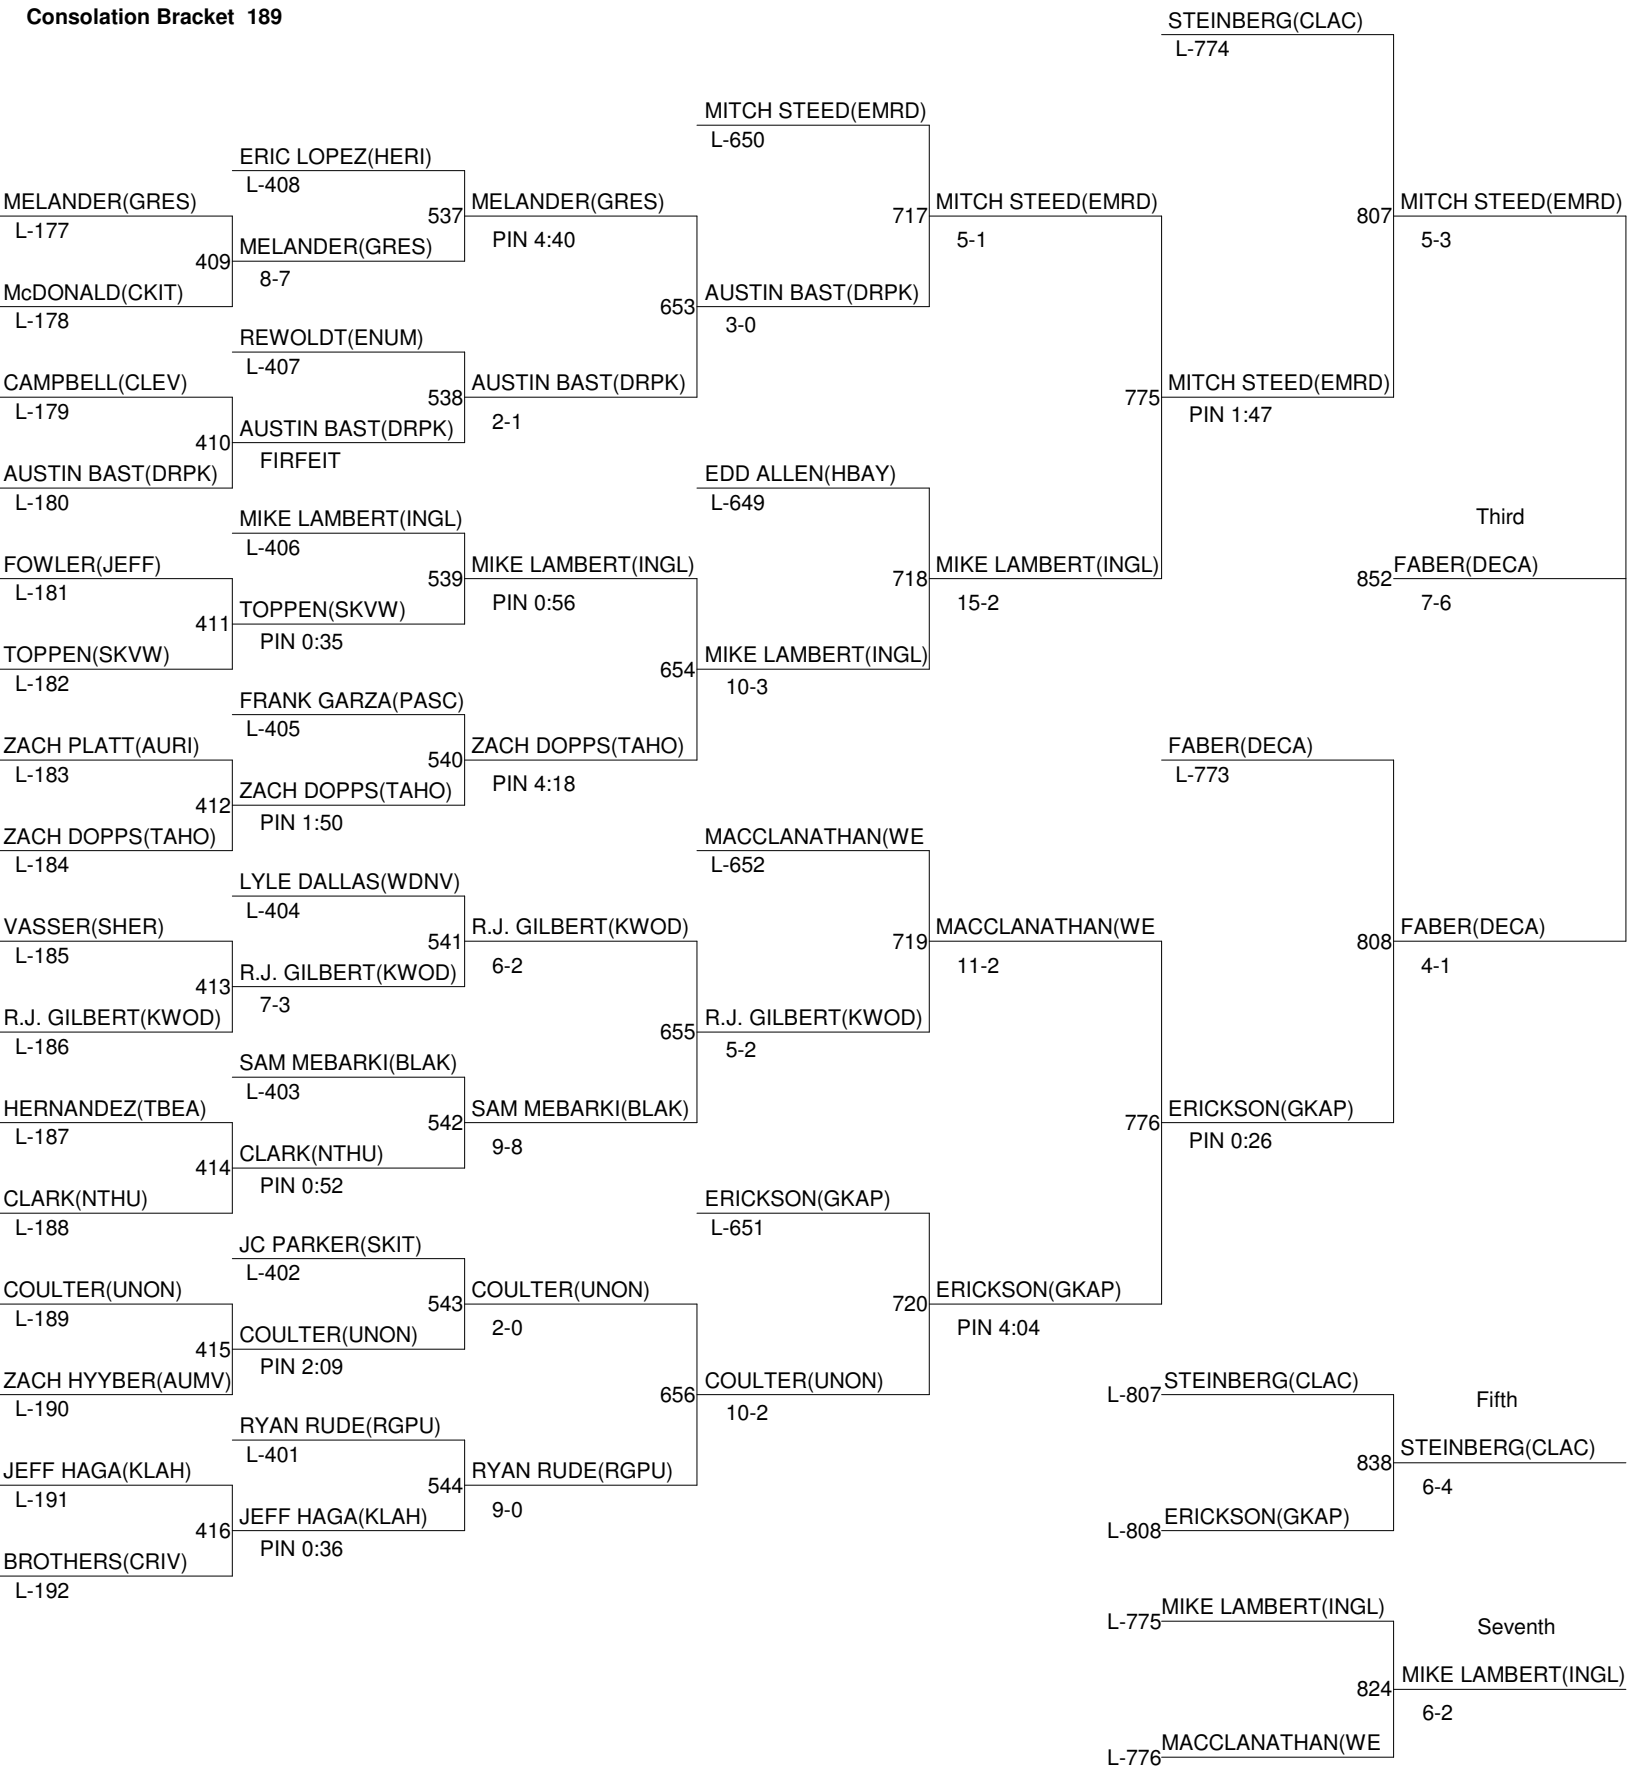 Consolation Bracket 189
STEINBERG(CLAC)
L-774
MITCH STEED(EMRD)
L-650
ERIC LOPEZ(HERI)
L-408
MELANDER(GRES)
L-177
537
MELANDER(GRES)
PIN 4:40
717
MITCH STEED(EMRD)
5-1
807
MITCH STEED(EMRD)
5-3
409
MELANDER(GRES)
8-7
McDONALD(CKIT)
L-178
653
AUSTIN BAST(DRPK)
3-0
REWOLDT(ENUM)
L-407
CAMPBELL(CLEV)
L-179
538
AUSTIN BAST(DRPK)
2-1
775
MITCH STEED(EMRD)
PIN 1:47
410
AUSTIN BAST(DRPK)
FIRFEIT
AUSTIN BAST(DRPK)
L-180
EDD ALLEN(HBAY)
L-649
MIKE LAMBERT(INGL)
L-406
Third
FOWLER(JEFF)
L-181
539
MIKE LAMBERT(INGL)
PIN 0:56
718
MIKE LAMBERT(INGL)
15-2
852
FABER(DECA)
7-6
411
TOPPEN(SKVW)
PIN 0:35
TOPPEN(SKVW)
L-182
654
MIKE LAMBERT(INGL)
10-3
FRANK GARZA(PASC)
L-405
ZACH PLATT(AURI)
L-183
540
ZACH DOPPS(TAHO)
PIN 4:18
FABER(DECA)
L-773
412
ZACH DOPPS(TAHO)
PIN 1:50
ZACH DOPPS(TAHO)
L-184
MACCLANATHAN(WE
L-652
LYLE DALLAS(WDNV)
L-404
VASSER(SHER)
L-185
541
R.J. GILBERT(KWOD)
6-2
719
MACCLANATHAN(WE
11-2
808
FABER(DECA)
4-1
413
R.J. GILBERT(KWOD)
7-3
R.J. GILBERT(KWOD)
L-186
655
R.J. GILBERT(KWOD)
5-2
SAM MEBARKI(BLAK)
L-403
HERNANDEZ(TBEA)
L-187
542
SAM MEBARKI(BLAK)
9-8
776
ERICKSON(GKAP)
PIN 0:26
414
CLARK(NTHU)
PIN 0:52
CLARK(NTHU)
L-188
ERICKSON(GKAP)
L-651
JC PARKER(SKIT)
L-402
COULTER(UNON)
L-189
543
COULTER(UNON)
2-0
720
ERICKSON(GKAP)
PIN 4:04
415
COULTER(UNON)
PIN 2:09
ZACH HYYBER(AUMV)
L-190
656
COULTER(UNON)
10-2
L-807
STEINBERG(CLAC)
Fifth
RYAN RUDE(RGPU)
L-401
838
STEINBERG(CLAC)
6-4
JEFF HAGA(KLAH)
L-191
544
RYAN RUDE(RGPU)
9-0
416
JEFF HAGA(KLAH)
PIN 0:36
L-808
ERICKSON(GKAP)
BROTHERS(CRIV)
L-192
L-775
MIKE LAMBERT(INGL)
Seventh
824
MIKE LAMBERT(INGL)
6-2
L-776
MACCLANATHAN(WE